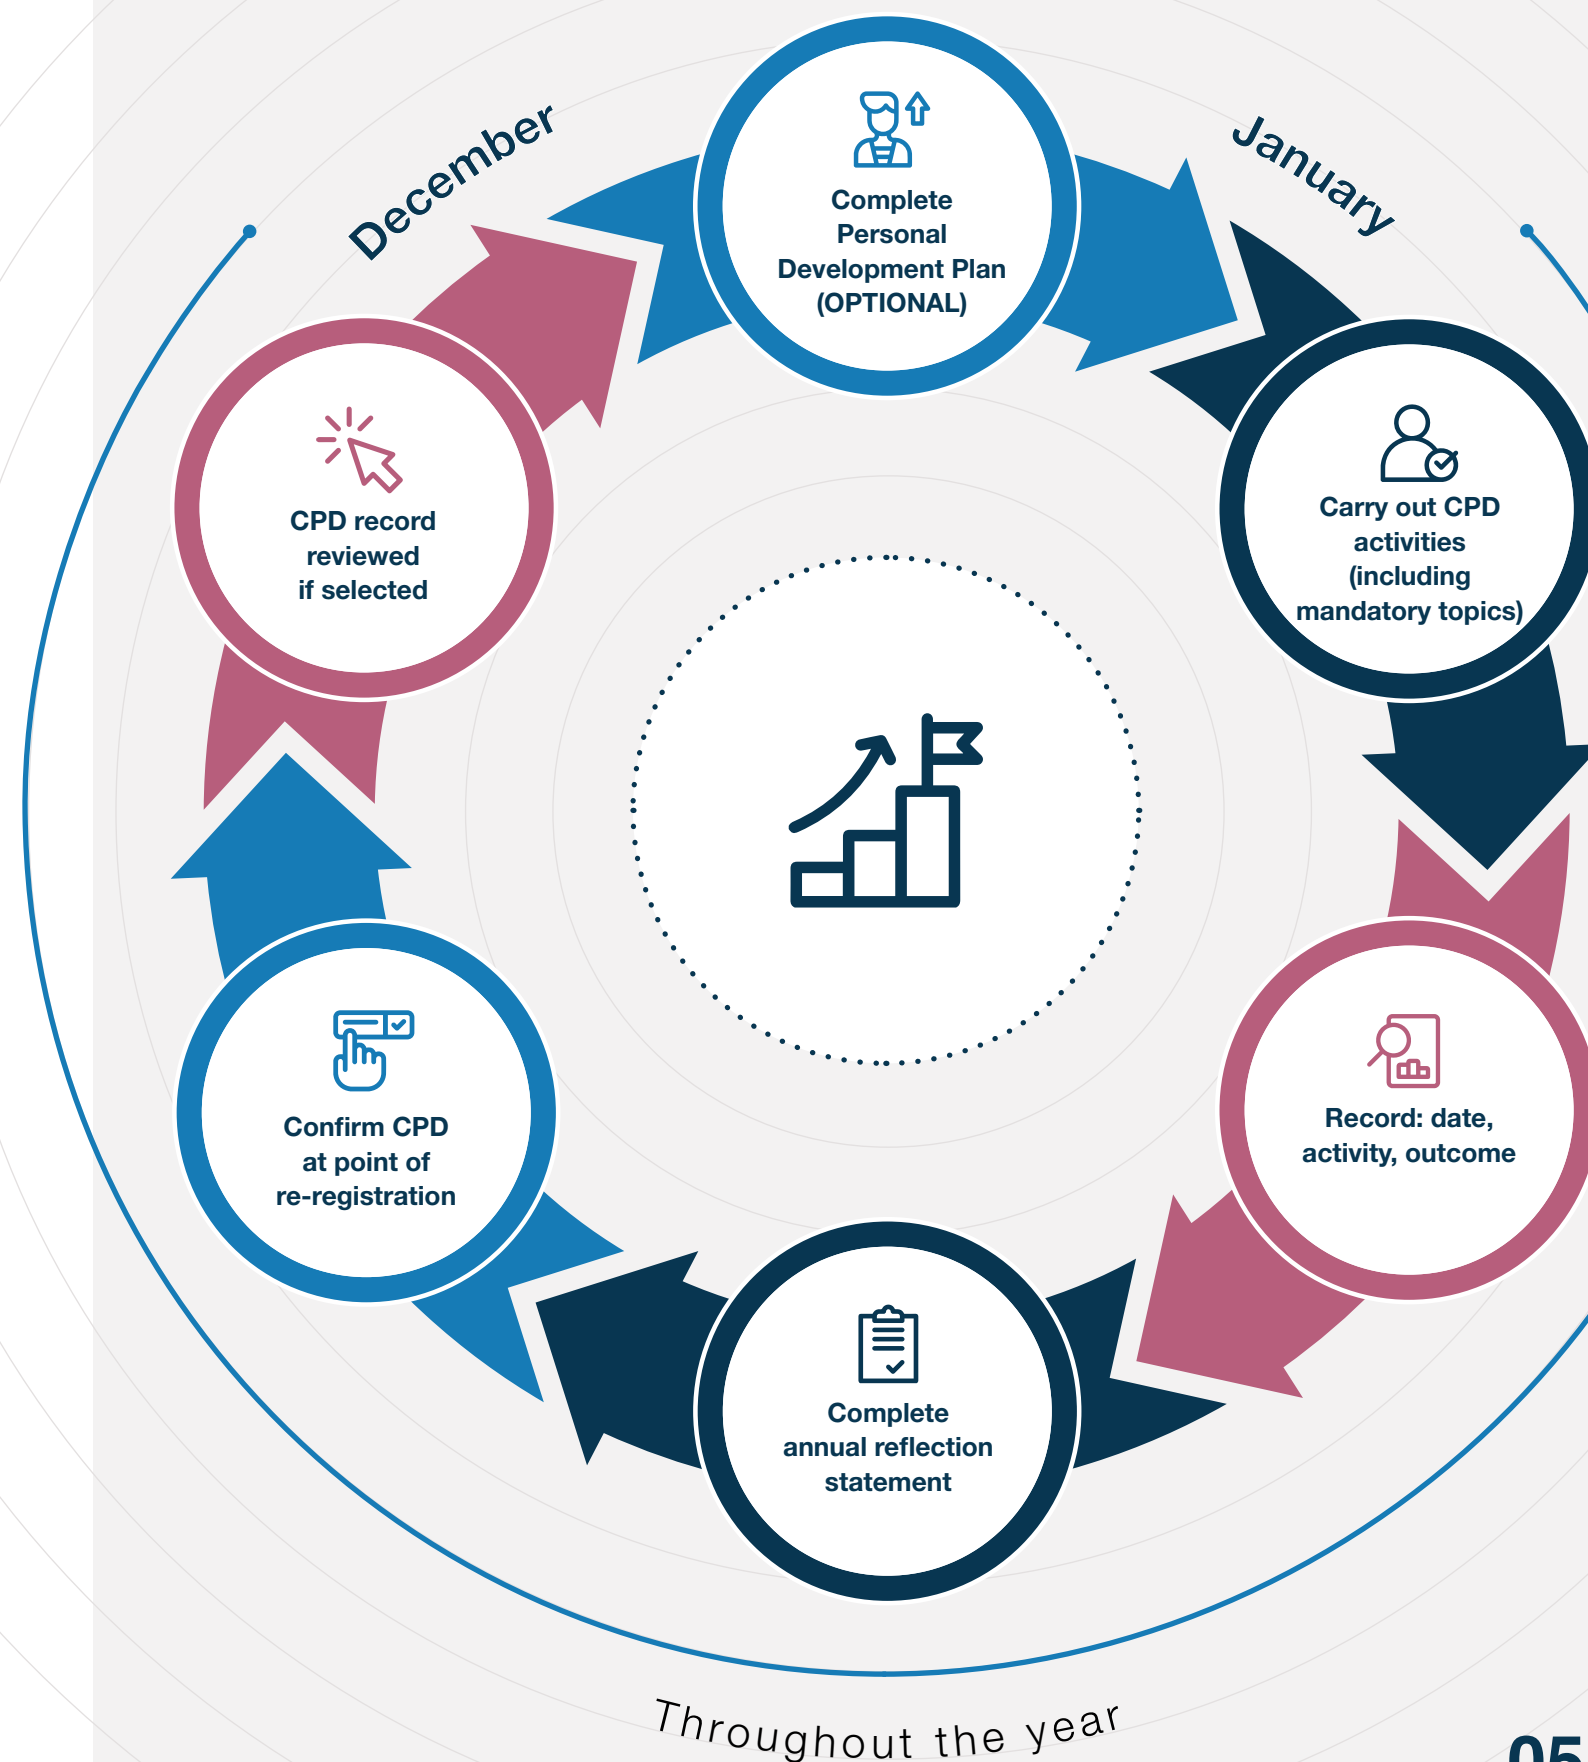 December
January
Complete
Personal
Development Plan
(OPTIONAL)
Carry out CPD
activities
(including
mandatory topics)
Record: date,
activity, outcome
Complete
annual reflection
statement
Confirm CPD
at point of
re-registration
CPD record
reviewed
if selected
Throughout the year
05